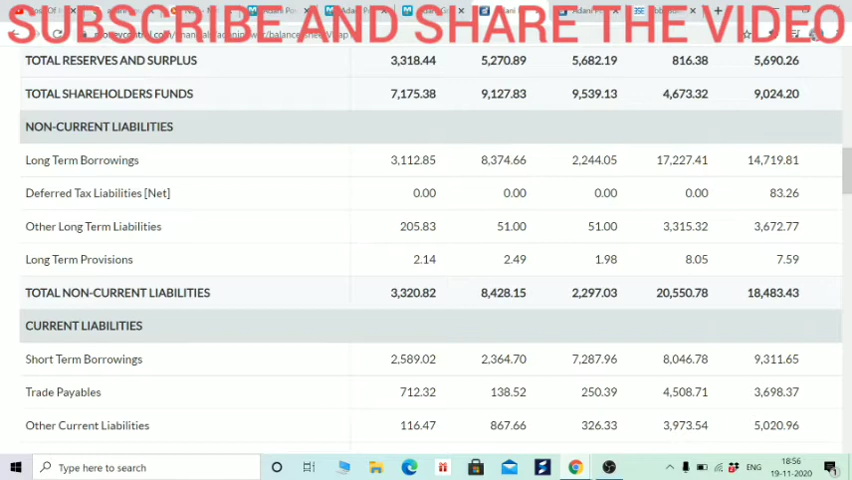 SUBSCRIBE AND SHARE THE VIDEO
TOTAL RESERVES AND SURPLUS 3,318.44 5,270.89 5,682.19 816.38 5,690.26
TOTAL SHAREHOLDERS FUNDS 7,175.38 9,127.83 9,539.13 4,673.32 9,024.20
NON-CURRENT LIABILITIES
Long Term Borrowings 3,112.85 8,374.66 2,244.05 17,227.41 14,719.81
Deferred Tax Liabilities [Net] 0.00 0.00 0.00 0.00 83.26
Other Long Term Liabilities 205.83 51.00 51.00 3,315.32 3,672.77
Long Term Provisions 2.14 2.49 1.98 8.05 7.59
TOTAL NON-CURRENT LIABILITIES 3,320.82 8,428.15 2,297.03 20,550.78 18,483.43
CURRENT LIABILITIES
Short Term Borrowings 2,589.02 2,364.70 7,287.96 8,046.78 9,311.65
Trade Payables 712.32 138.52 250.39 4,508.71 3,698.37
Other Current Liabilities 116.47 867.66 326.33 3,973.54 5,020.96
Type here to search
ENG
18:56
19-11-2020